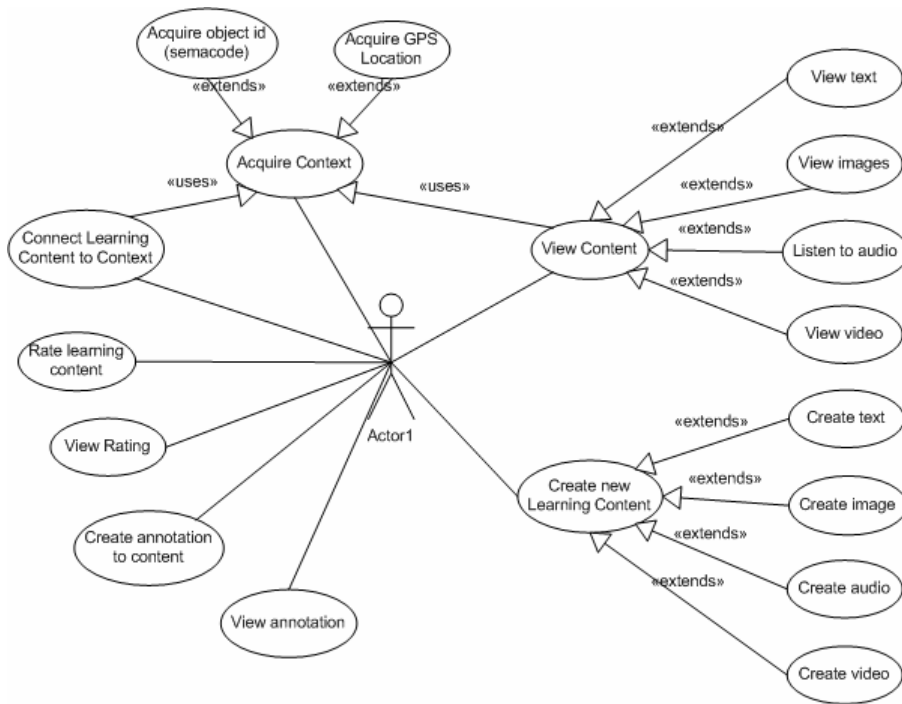 Acquire object id
(semacode)
Acquire GPS
Location
«extends»
«extends»
Acquire Context
«uses»
«uses»
Connect Learning
Content to Context
View Content
View text
«extends»
View images
«extends»
Listen to audio
«extends»
View video
«extends»
Rate learning
content
View Rating
Create annotation
to content
View annotation
Actor1
Create new
Learning Content
Create text
«extends»
Create image
«extends»
Create audio
«extends»
Create video
«extends»